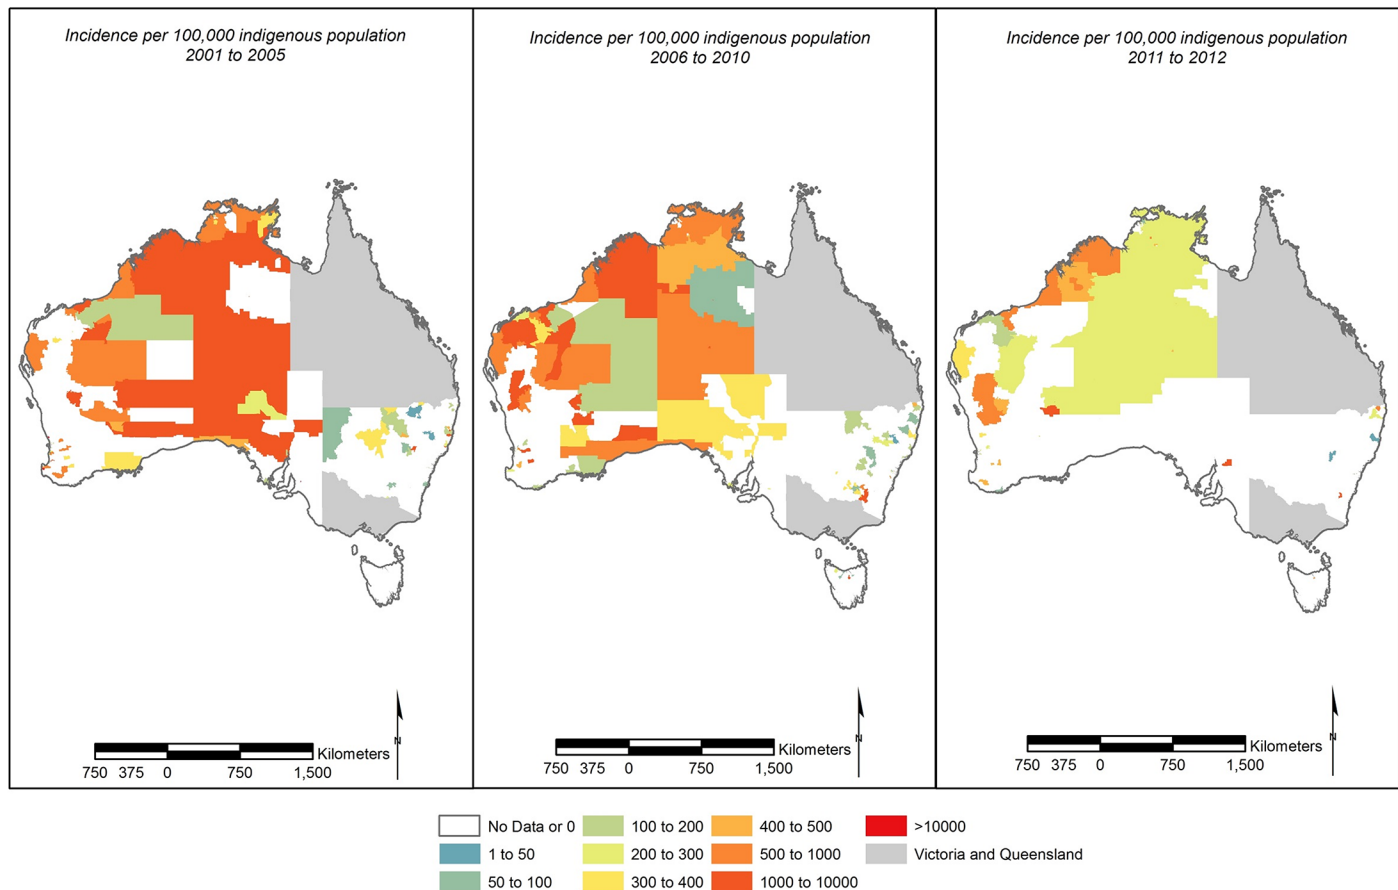 Incidence per 100,000 indigenous population
2001 to 2005
Incidence per 100,000 indigenous population
2006 to 2010
Incidence per 100,000 indigenous population
2011 to 2012
N
Kilometers
750 375 0 750 1,500
N
Kilometers
750 375 0 750 1,500
N
Kilometers
750 375 0 750 1,500
No Data or 0
1 to 50
50 to 100
100 to 200
200 to 300
300 to 400
400 to 500
500 to 1000
1000 to 10000
>10000
Victoria and Queensland